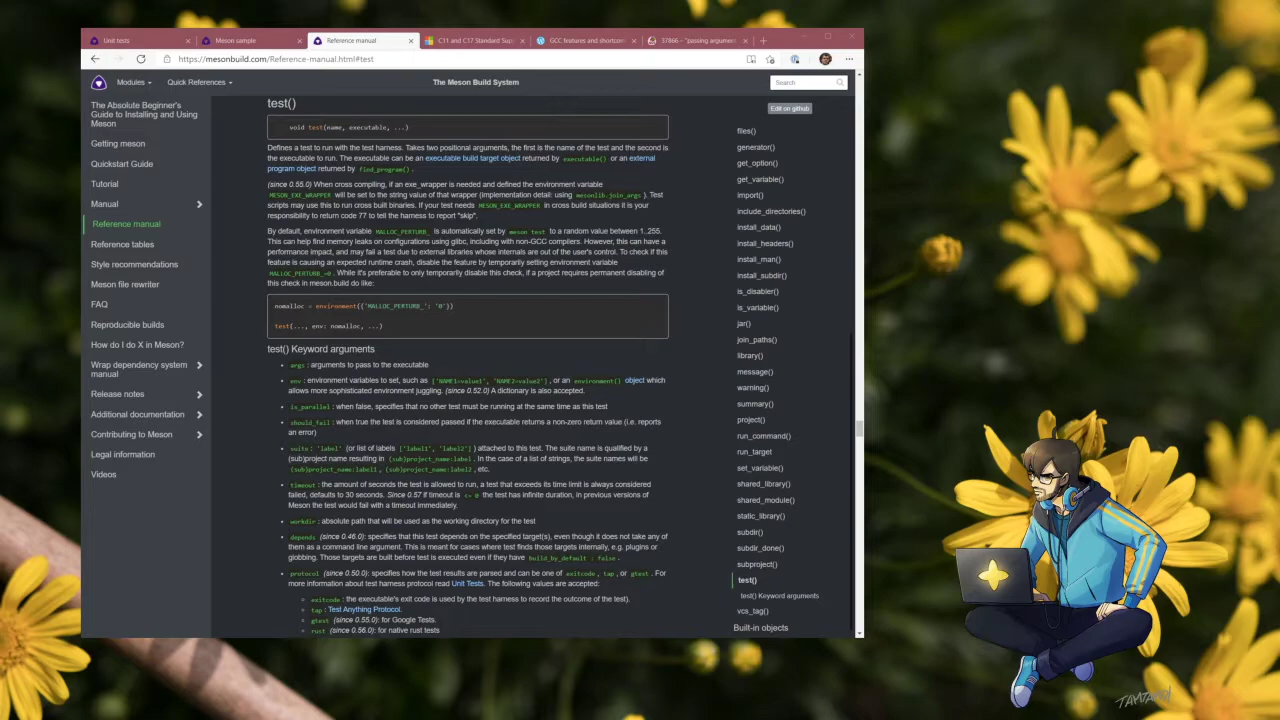 Unit tests
Meson sample
Reference manual
C11 and C17 Standard Sup
GCC features and shortcomi
37866 – "passing argument
https://mesonbuild.com/Reference-manual.html#test
Modules
Quick References
The Meson Build System
Search
The Absolute Beginner's
Guide to Installing and Using
Meson
Getting meson
Quickstart Guide
Tutorial
Manual
Reference manual
Reference tables
Style recommendations
Meson file rewriter
FAQ
Reproducible builds
How do I do X in Meson?
Wrap dependency system
manual
Release notes
Additional documentation
Contributing to Meson
Legal information
Videos
test()
void test(name, executable, ...)
Defines a test to run with the test harness. Takes two positional arguments, the first is the name of the test and the second is
the executable to run. The executable can be an executable build target object returned by executable() or an external
program object returned by find_program().
(since 0.55.0) When cross compiling, if an exe_wrapper is needed and defined the environment variable
MESON_EXE_WRAPPER will be set to the string value of that wrapper (implementation detail: using mesonlib.join_args). Test
scripts may use this to run cross built binaries. If your test needs MESON_EXE_WRAPPER in cross build situations it is your
responsibility to return code 77 to tell the harness to report "skip".
By default, environment variable MALLOC_PERTURB_ is automatically set by meson test to a random value between 1..255.
This can help find memory leaks on configurations using glibc, including with non-GCC compilers. However, this can have a
performance impact, and may fail a test due to external libraries whose internals are out of the user's control. To check if this
feature is causing an expected runtime crash, disable the feature by temporarily setting environment variable
MALLOC_PERTURB_=0. While it's preferable to only temporarily disable this check, if a project requires permanent disabling of
this check in meson.build do like:
nomalloc = environment({'MALLOC_PERTURB_': '0'})
test(..., env: nomalloc, ...)
test() Keyword arguments
args: arguments to pass to the executable
env: environment variables to set, such as ['NAME1=value1', 'NAME2=value2'], or an environment() object which
allows more sophisticated environment juggling. (since 0.52.0) A dictionary is also accepted.
is_parallel: when false, specifies that no other test must be running at the same time as this test
should_fail: when true the test is considered passed if the executable returns a non-zero return value (i.e. reports
an error)
suite: 'label' (or list of labels ['label1', 'label2']) attached to this test. The suite name is qualified by a
(sub)project name resulting in (sub)project_name:label. In the case of a list of strings, the suite names will be
(sub)project_name:label1, (sub)project_name:label2, etc.
timeout: the amount of seconds the test is allowed to run, a test that exceeds its time limit is always considered
failed, defaults to 30 seconds. Since 0.57 if timeout is <= 0 the test has infinite duration, in previous versions of
Meson the test would fail with a timeout immediately.
workdir: absolute path that will be used as the working directory for the test
depends (since 0.46.0): specifies that this test depends on the specified target(s), even though it does not take any of
them as a command line argument. This is meant for cases where test finds those targets internally, e.g. plugins or
globbing. Those targets are built before test is executed even if they have build_by_default : false.
protocol (since 0.50.0): specifies how the test results are parsed and can be one of exitcode, tap, or gtest. For
more information about test harness protocol read Unit Tests. The following values are accepted:
exitcode: the executable's exit code is used by the test harness to record the outcome of the test).
tap: Test Anything Protocol.
gtest (since 0.55.0): for Google Tests.
rust (since 0.56.0): for native rust tests
Edit on github
files()
generator()
get_option()
get_variable()
import()
include_directories()
install_data()
install_headers()
install_man()
install_subdir()
is_disabler()
is_variable()
jar()
join_paths()
library()
message()
warning()
summary()
project()
run_command()
run_target
set_variable()
shared_library()
shared_module()
static_library()
subdir()
subdir_done()
subproject()
test()
test() Keyword arguments
vcs_tag()
Built-in objects